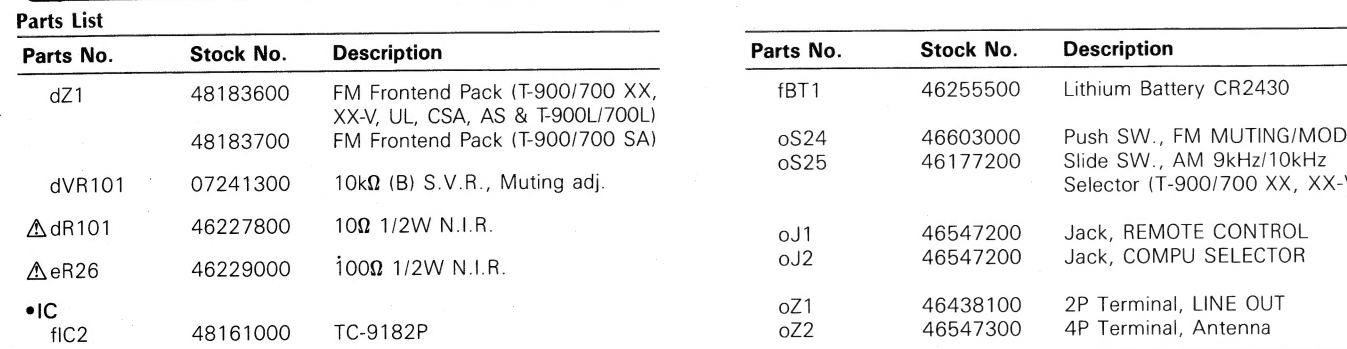 Parts List
Parts No. Stock No. Description
dZ1 48183600 FM Frontend Pack (T-900/700 XX,
XX-V, UL, CSA, AS & T-900L/700L)
48183700 FM Frontend Pack (T-900/700 SA)
dVR101 07241300 10kΩ (B) S.V.R., Muting adj.
⚠dR101 46227800 10Ω 1/2W N.I.R.
⚠eR26 46229000 100Ω 1/2W N.I.R.
•IC
fIC2 48161000 TC-9182P
Parts No. Stock No. Description
fBT1 46255500 Lithium Battery CR2430
oS24 46603000 Push SW., FM MUTING/MOD
oS25 46177200 Slide SW., AM 9kHz/10kHz
Selector (T-900/700 XX, XX-
oJ1 46547200 Jack, REMOTE CONTROL
oJ2 46547200 Jack, COMPU SELECTOR
oZ1 46438100 2P Terminal, LINE OUT
oZ2 46547300 4P Terminal, Antenna